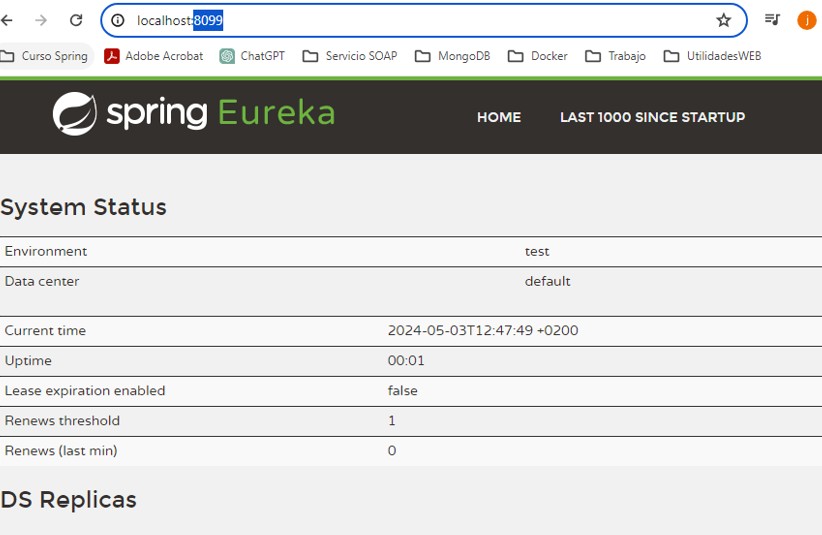 localhost:8099
j
Curso Spring Adobe Acrobat ChatGPT Servicio SOAP MongoDB Docker Trabajo UtilidadesWEB
spring Eureka HOME LAST 1000 SINCE STARTUP
System Status
Environment test
Data center default
Current time 2024-05-03T12:47:49 +0200
Uptime 00:01
Lease expiration enabled false
Renews threshold 1
Renews (last min) 0
DS Replicas